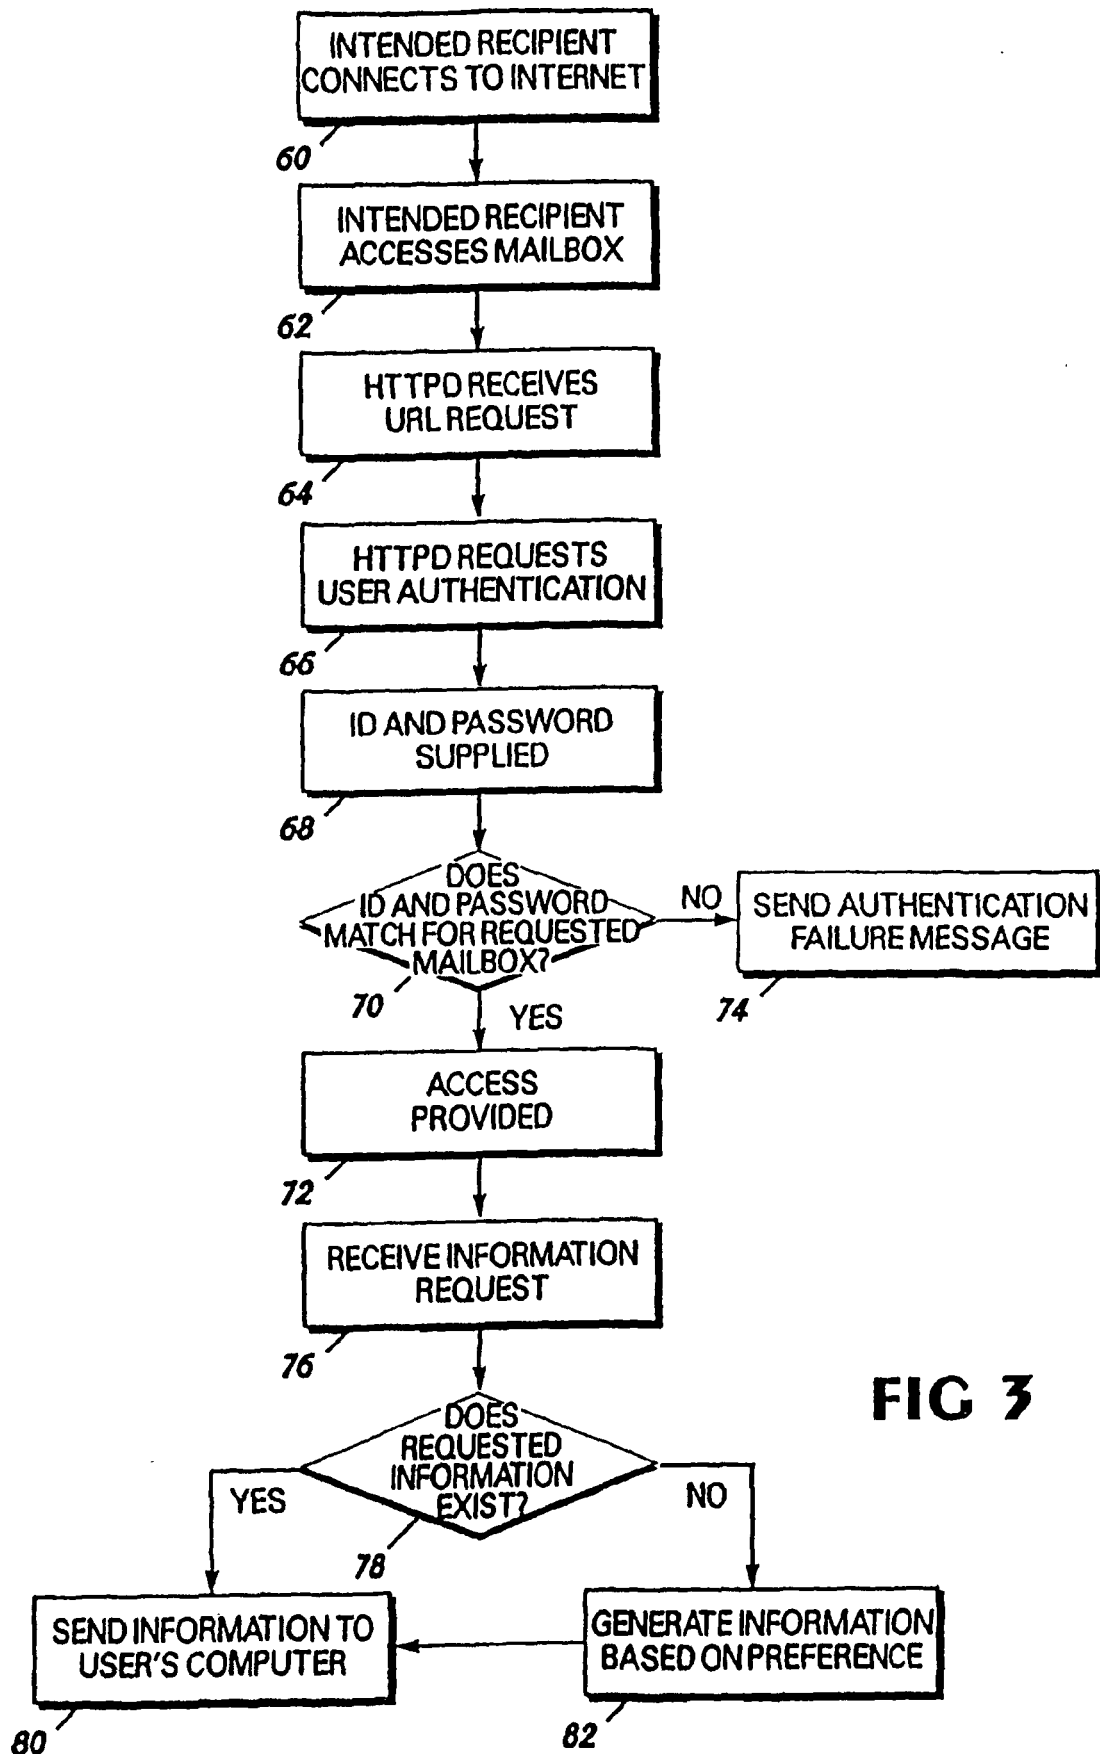 INTENDED RECIPIENT
CONNECTS TO INTERNET
60
INTENDED RECIPIENT
ACCESSES MAILBOX
62
HTTPD RECEIVES
URL REQUEST
64
HTTPD REQUESTS
USER AUTHENTICATION
66
ID AND PASSWORD
SUPPLIED
68
DOES
ID AND PASSWORD
MATCH FOR REQUESTED
MAILBOX?
70
NO
SEND AUTHENTICATION
FAILURE MESSAGE
74
YES
ACCESS
PROVIDED
72
RECEIVE INFORMATION
REQUEST
76
FIG 3
DOES
REQUESTED
INFORMATION
EXIST?
78
YES
NO
SEND INFORMATION TO
USER'S COMPUTER
80
GENERATE INFORMATION
BASED ON PREFERENCE
82